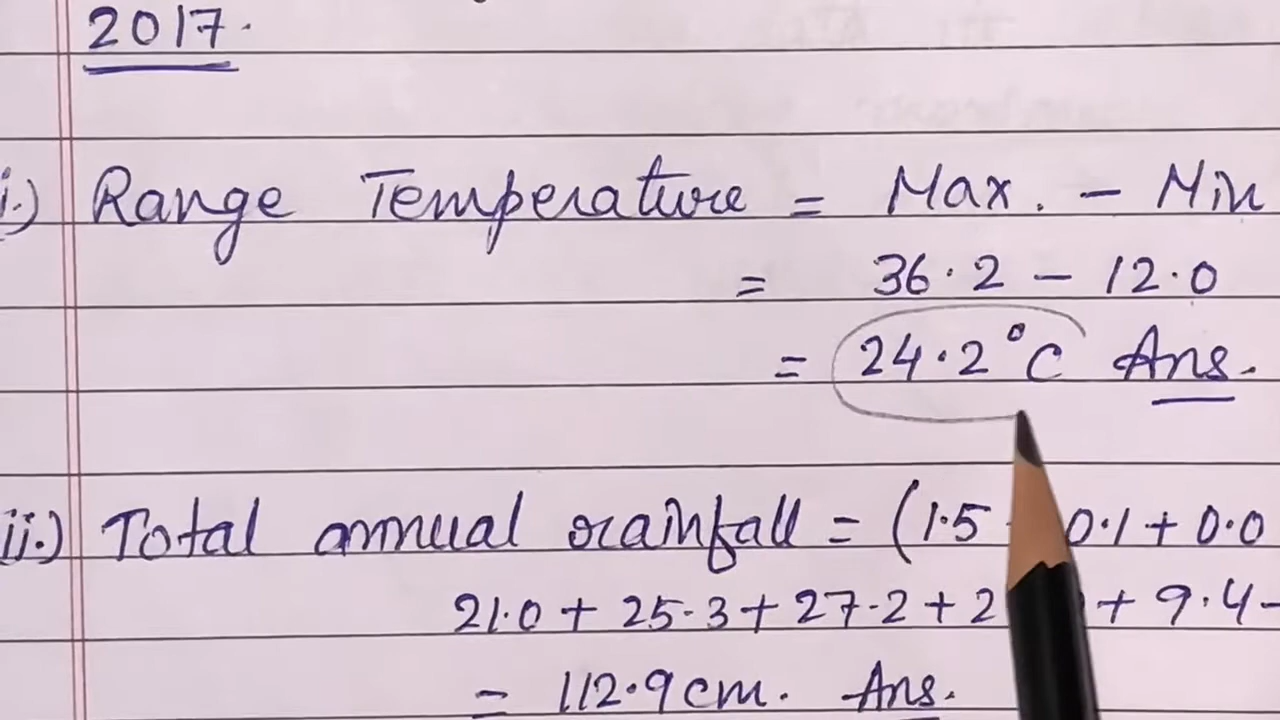 2017.
i.) Range Temperature = Max. - Min
= 36.2 - 12.0
= 24.2°C Ans.
ii.) Total annual rainfall = (1.5 0.1 + 0.0
21.0 + 25.3 + 27.2 + 2 + 9.4 -
= 112.9 cm. Ans.